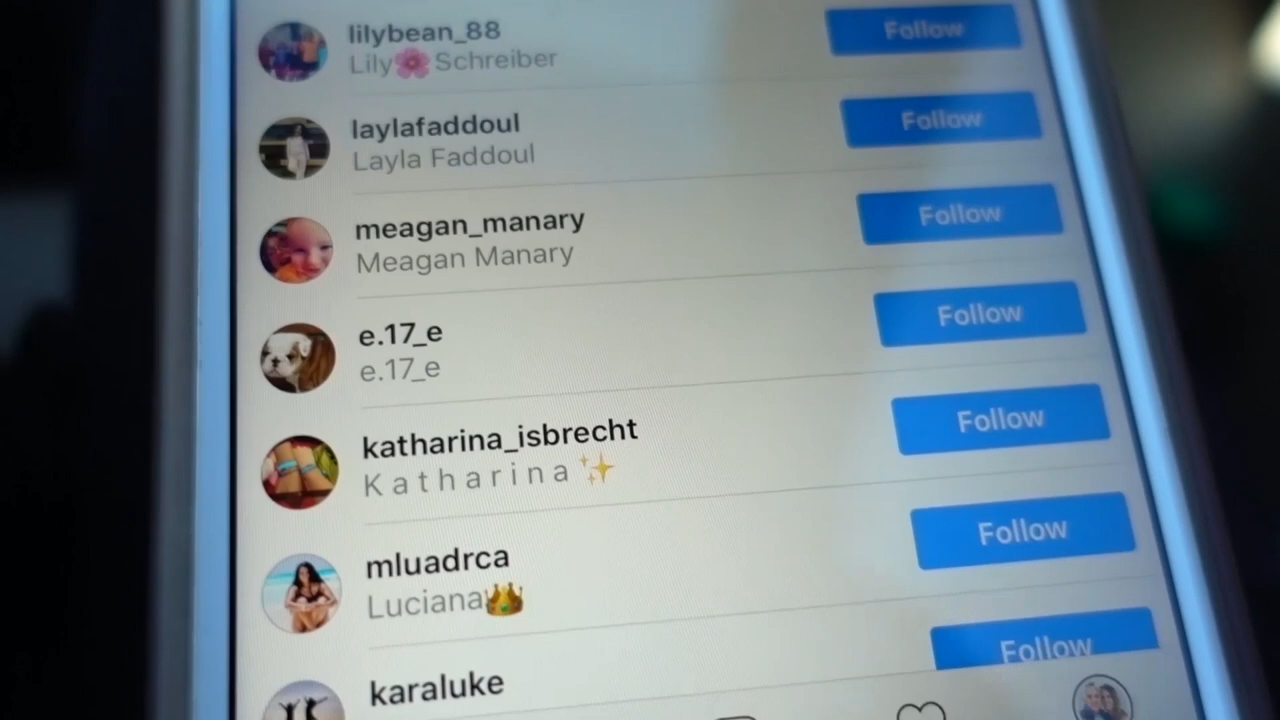 lilybean_88
Follow
Lily🌸Schreiber
laylafaddoul
Follow
Layla Faddoul
meagan_manary
Follow
Meagan Manary
e.17_e
Follow
e.17_e
katharina_isbrecht
Follow
K a t h a r i n a ✨
mluadrca
Follow
Luciana👑
karaluke
Follow